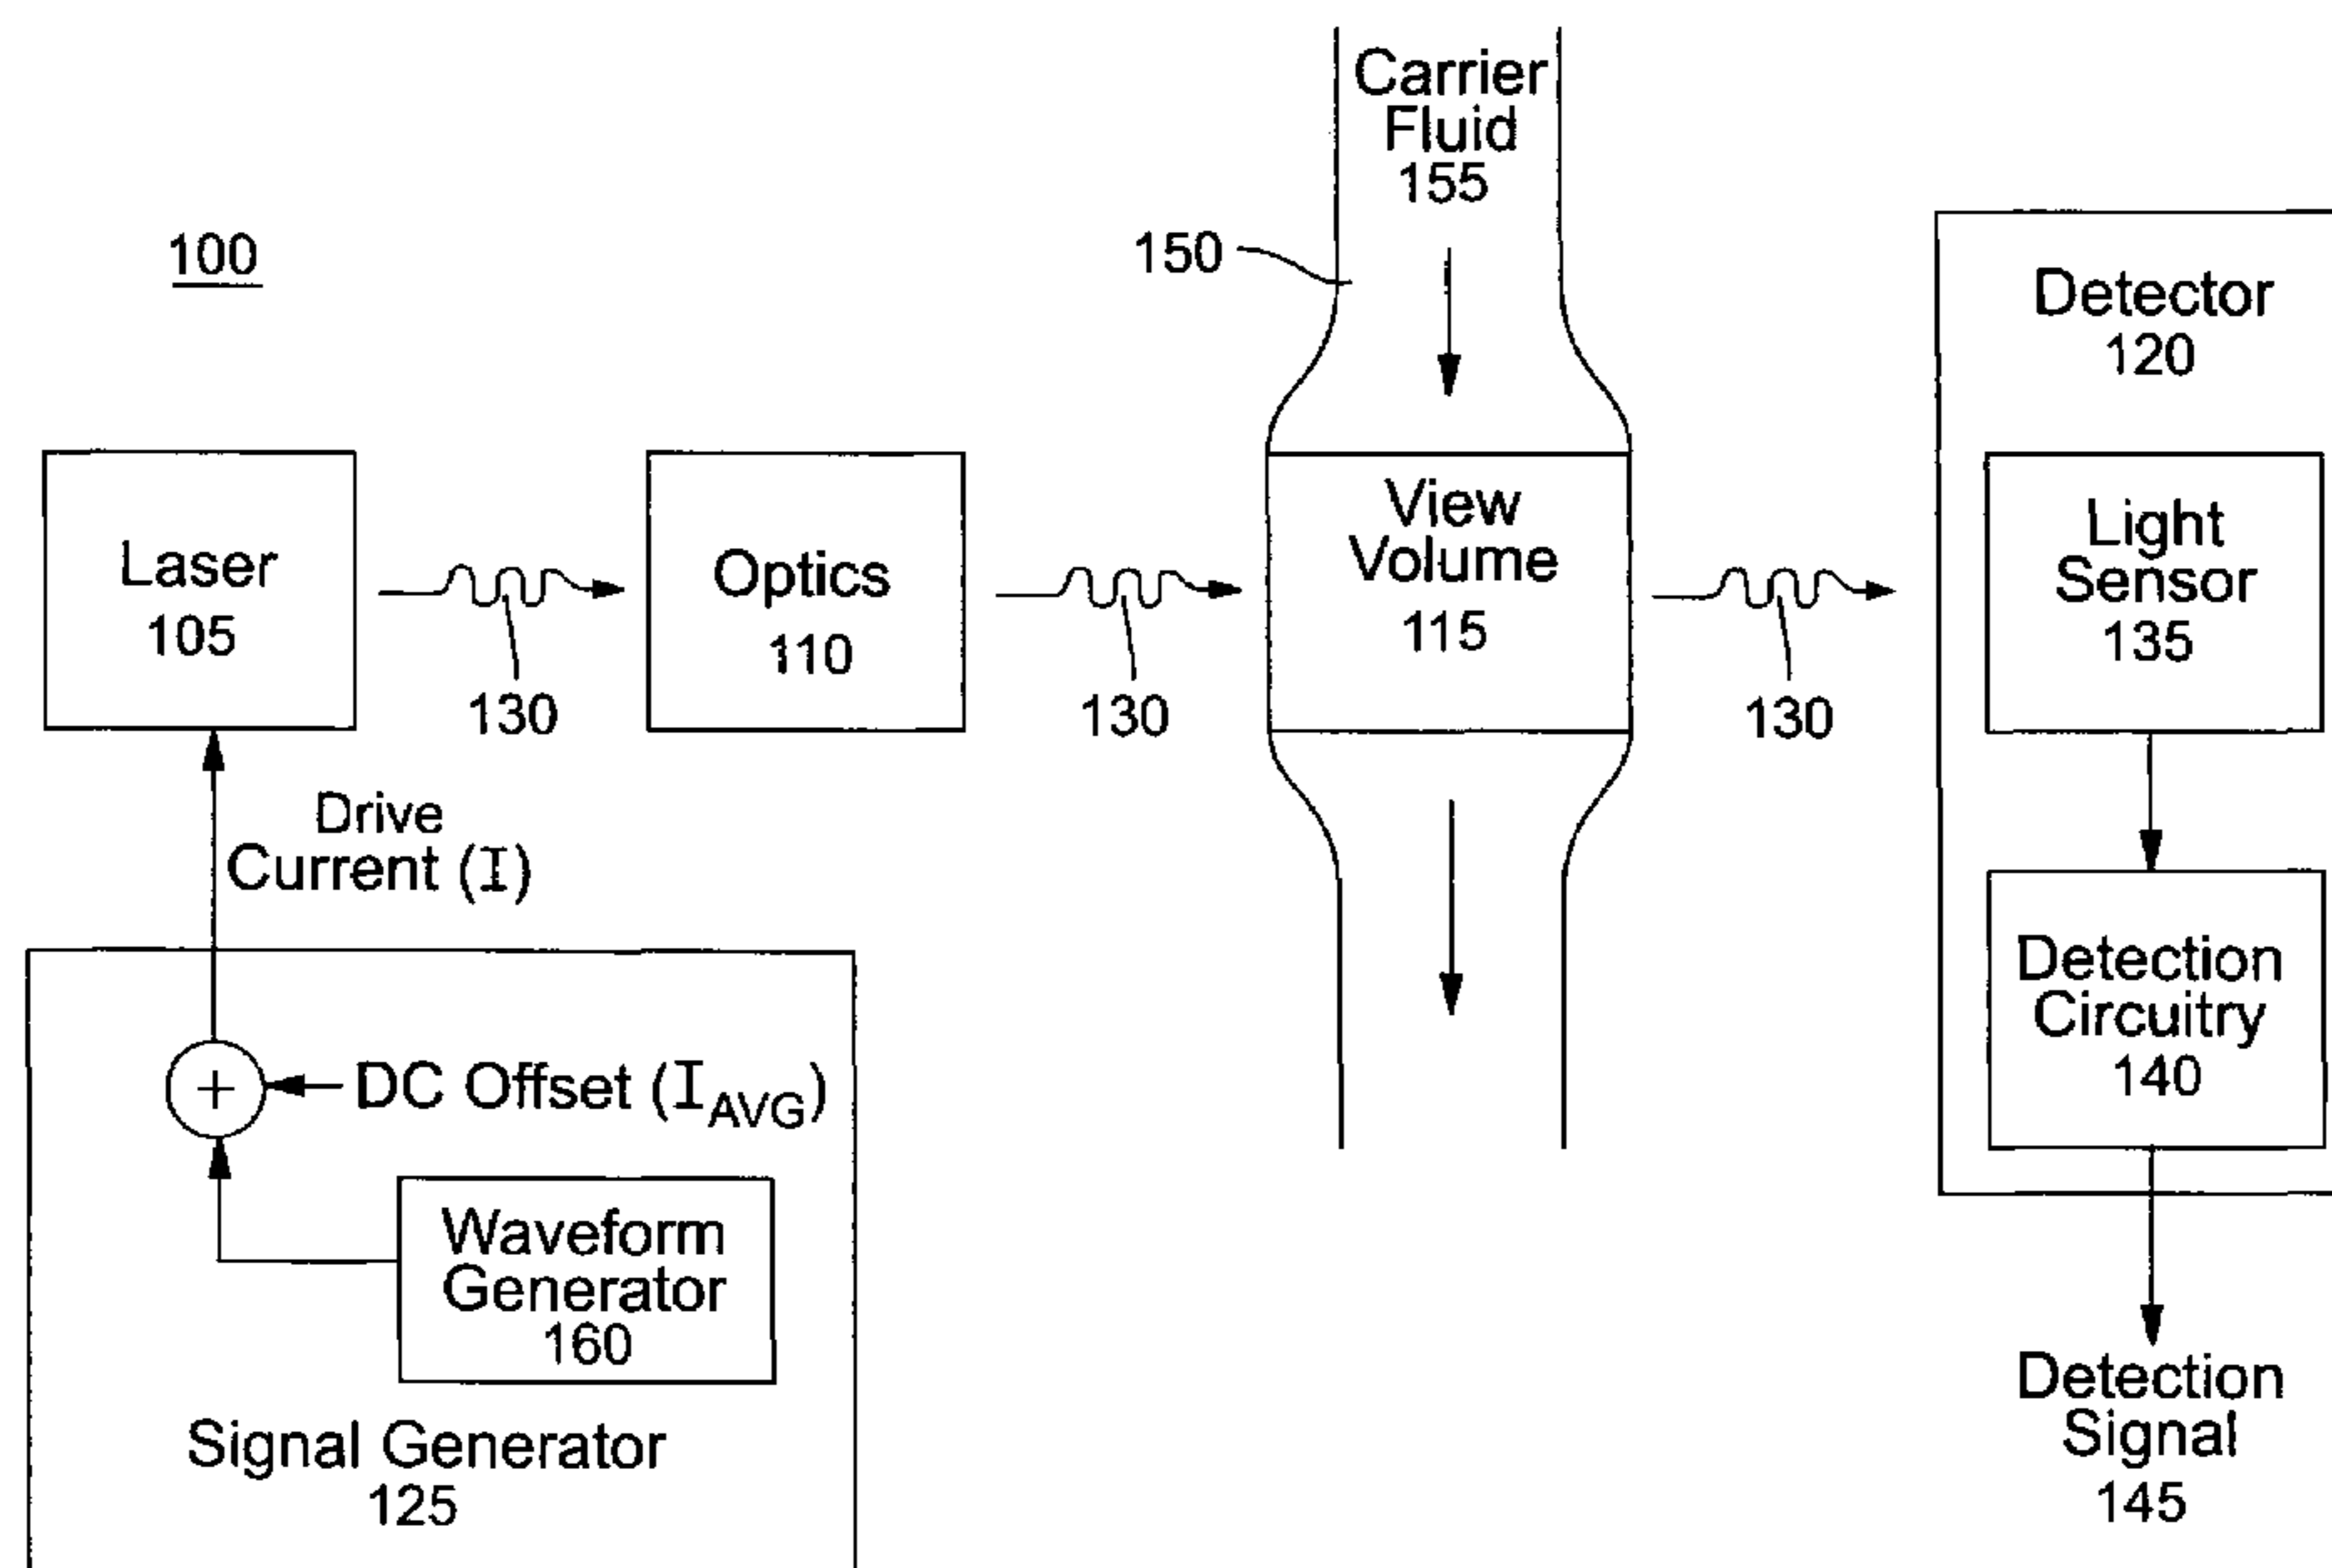 100
Carrier
Fluid
155
150
Detector
120
Laser
105
Optics
110
View
Volume
115
Light
Sensor
135
130
130
130
Drive
Current (I)
Detection
Circuitry
140
+
DC Offset (I_AVG)
Waveform
Generator
160
Signal Generator
125
Detection
Signal
145